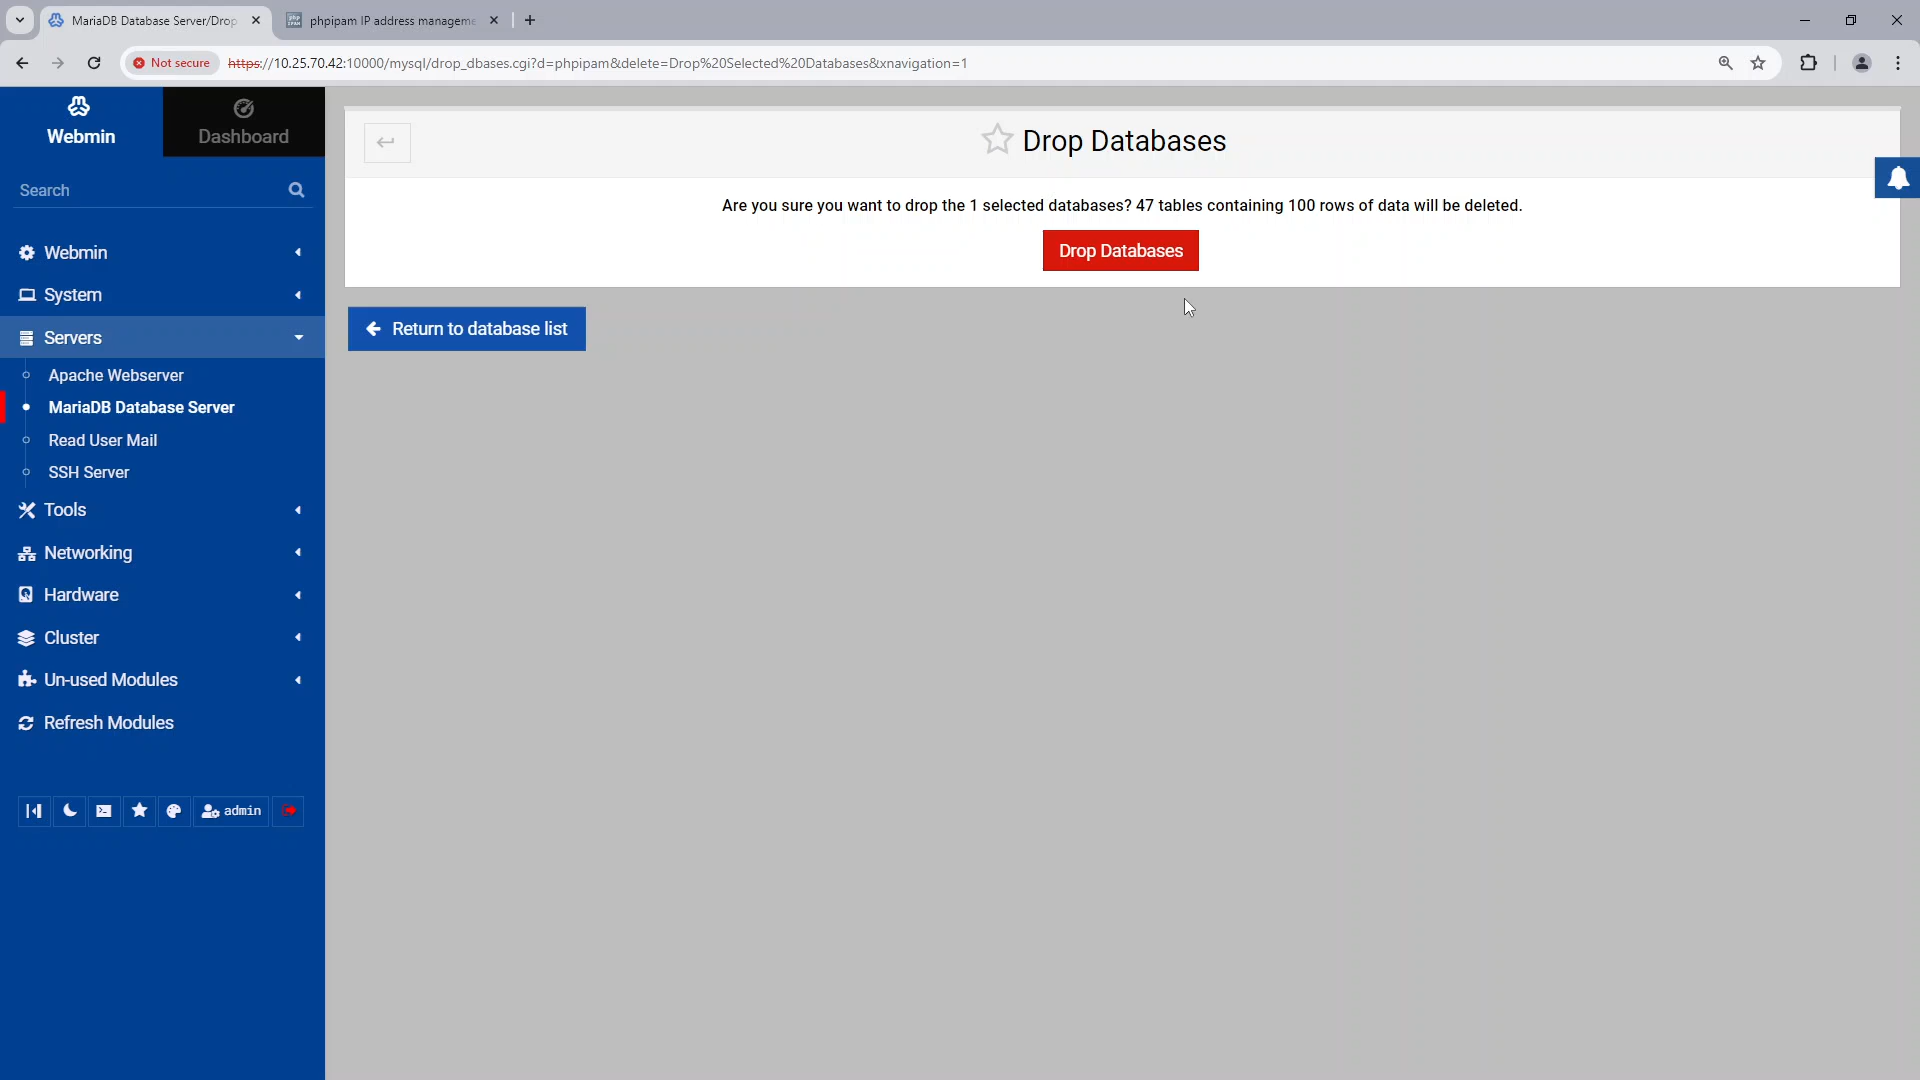 MariaDB Database Server/Drop
phpipam IP address manageme
Not secure
https://10.25.70.42:10000/mysql/drop_dbases.cgi?d=phpipam&delete=Drop%20Selected%20Databases&xnavigation=1
Webmin
Dashboard
Search
Webmin
System
Servers
Apache Webserver
MariaDB Database Server
Read User Mail
SSH Server
Tools
Networking
Hardware
Cluster
Un-used Modules
Refresh Modules
admin
Drop Databases
Are you sure you want to drop the 1 selected databases? 47 tables containing 100 rows of data will be deleted.
Drop Databases
Return to database list